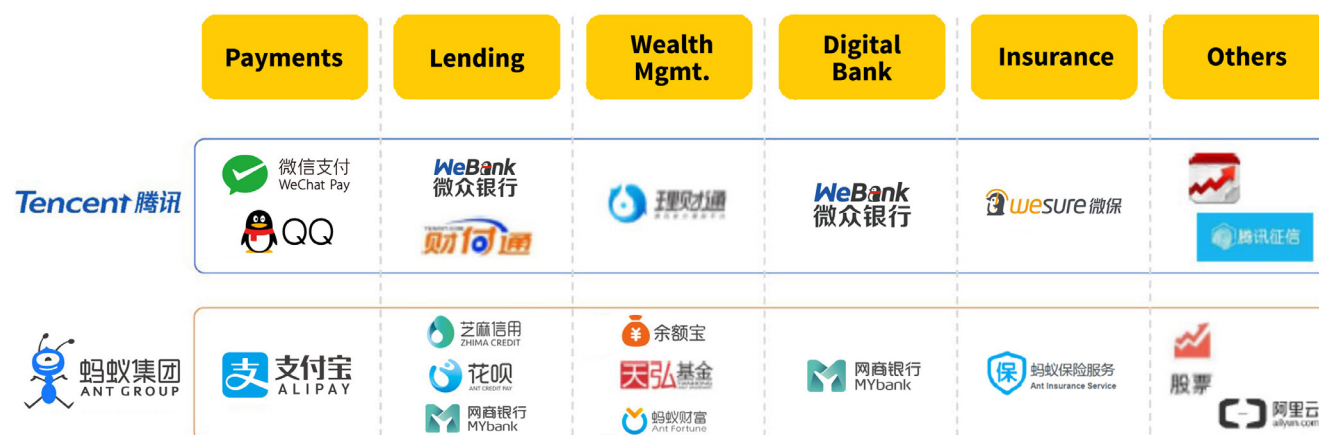 Payments
Lending
Wealth
Mgmt.
Digital
Bank
Insurance
Others
Tencent 腾讯
微信支付
WeChat Pay
QQ
WeBank
微众银行
财付通
理财通
WeBank
微众银行
wesure 微保
腾讯征信
蚂蚁集团
ANT GROUP
支付宝
ALIPAY
芝麻信用
ZHIMA CREDIT
花呗
ANT CREDIT PAY
网商银行
MYbank
余额宝
天弘基金
蚂蚁财富
Ant Fortune
网商银行
MYbank
保
蚂蚁保险服务
Ant Insurance Service
股票
阿里云
aliyun.com